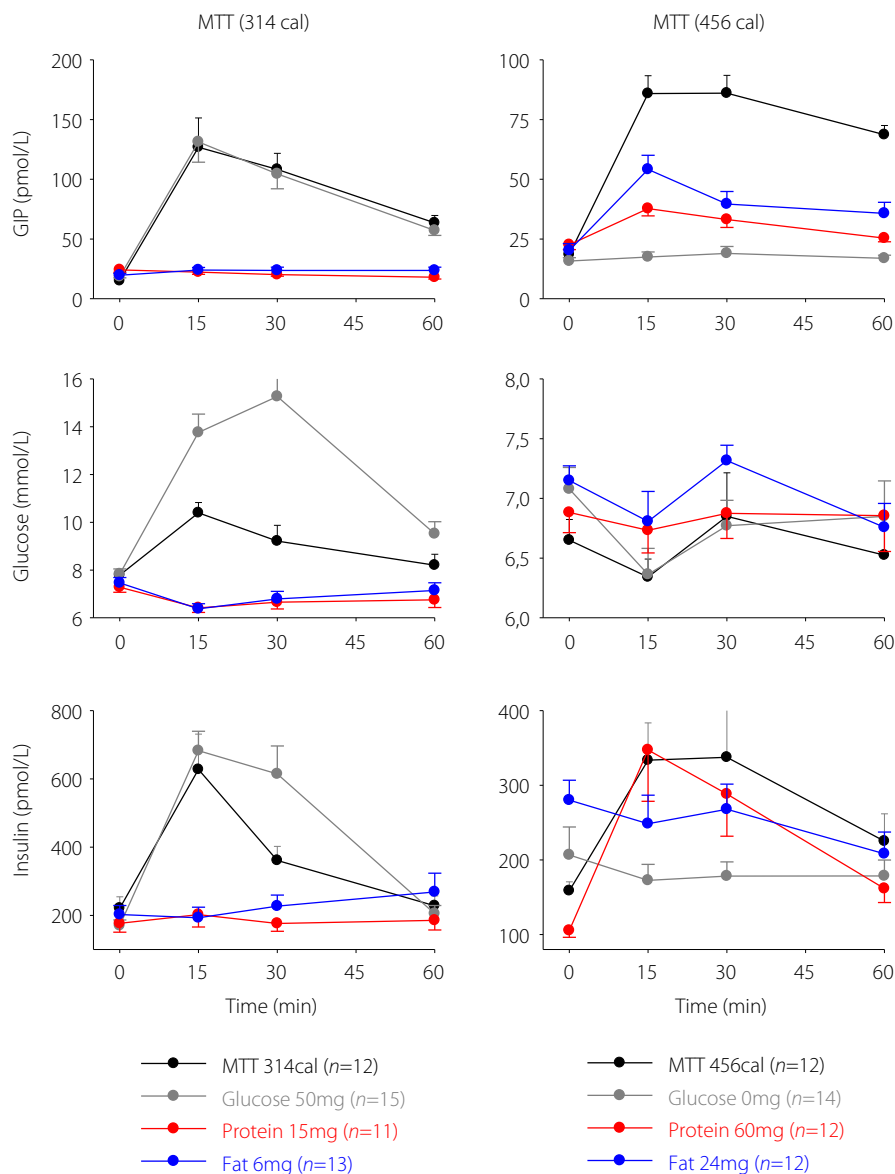 MTT (314 cal)
MTT (456 cal)
GIP (pmol/L)
200
150
100
50
0
0 15 30 45 60
100
75
50
25
0
0 15 30 45 60
Glucose (mmol/L)
16
14
12
10
8
6
0 15 30 45 60
8,0
7,5
7,0
6,5
6,0
0 15 30 45 60
Insulin (pmol/L)
800
600
400
200
0 15 30 45 60
Time (min)
400
300
200
100
0 15 30 45 60
Time (min)
MTT 314cal (n=12)
Glucose 50mg (n=15)
Protein 15mg (n=11)
Fat 6mg (n=13)
MTT 456cal (n=12)
Glucose 0mg (n=14)
Protein 60mg (n=12)
Fat 24mg (n=12)